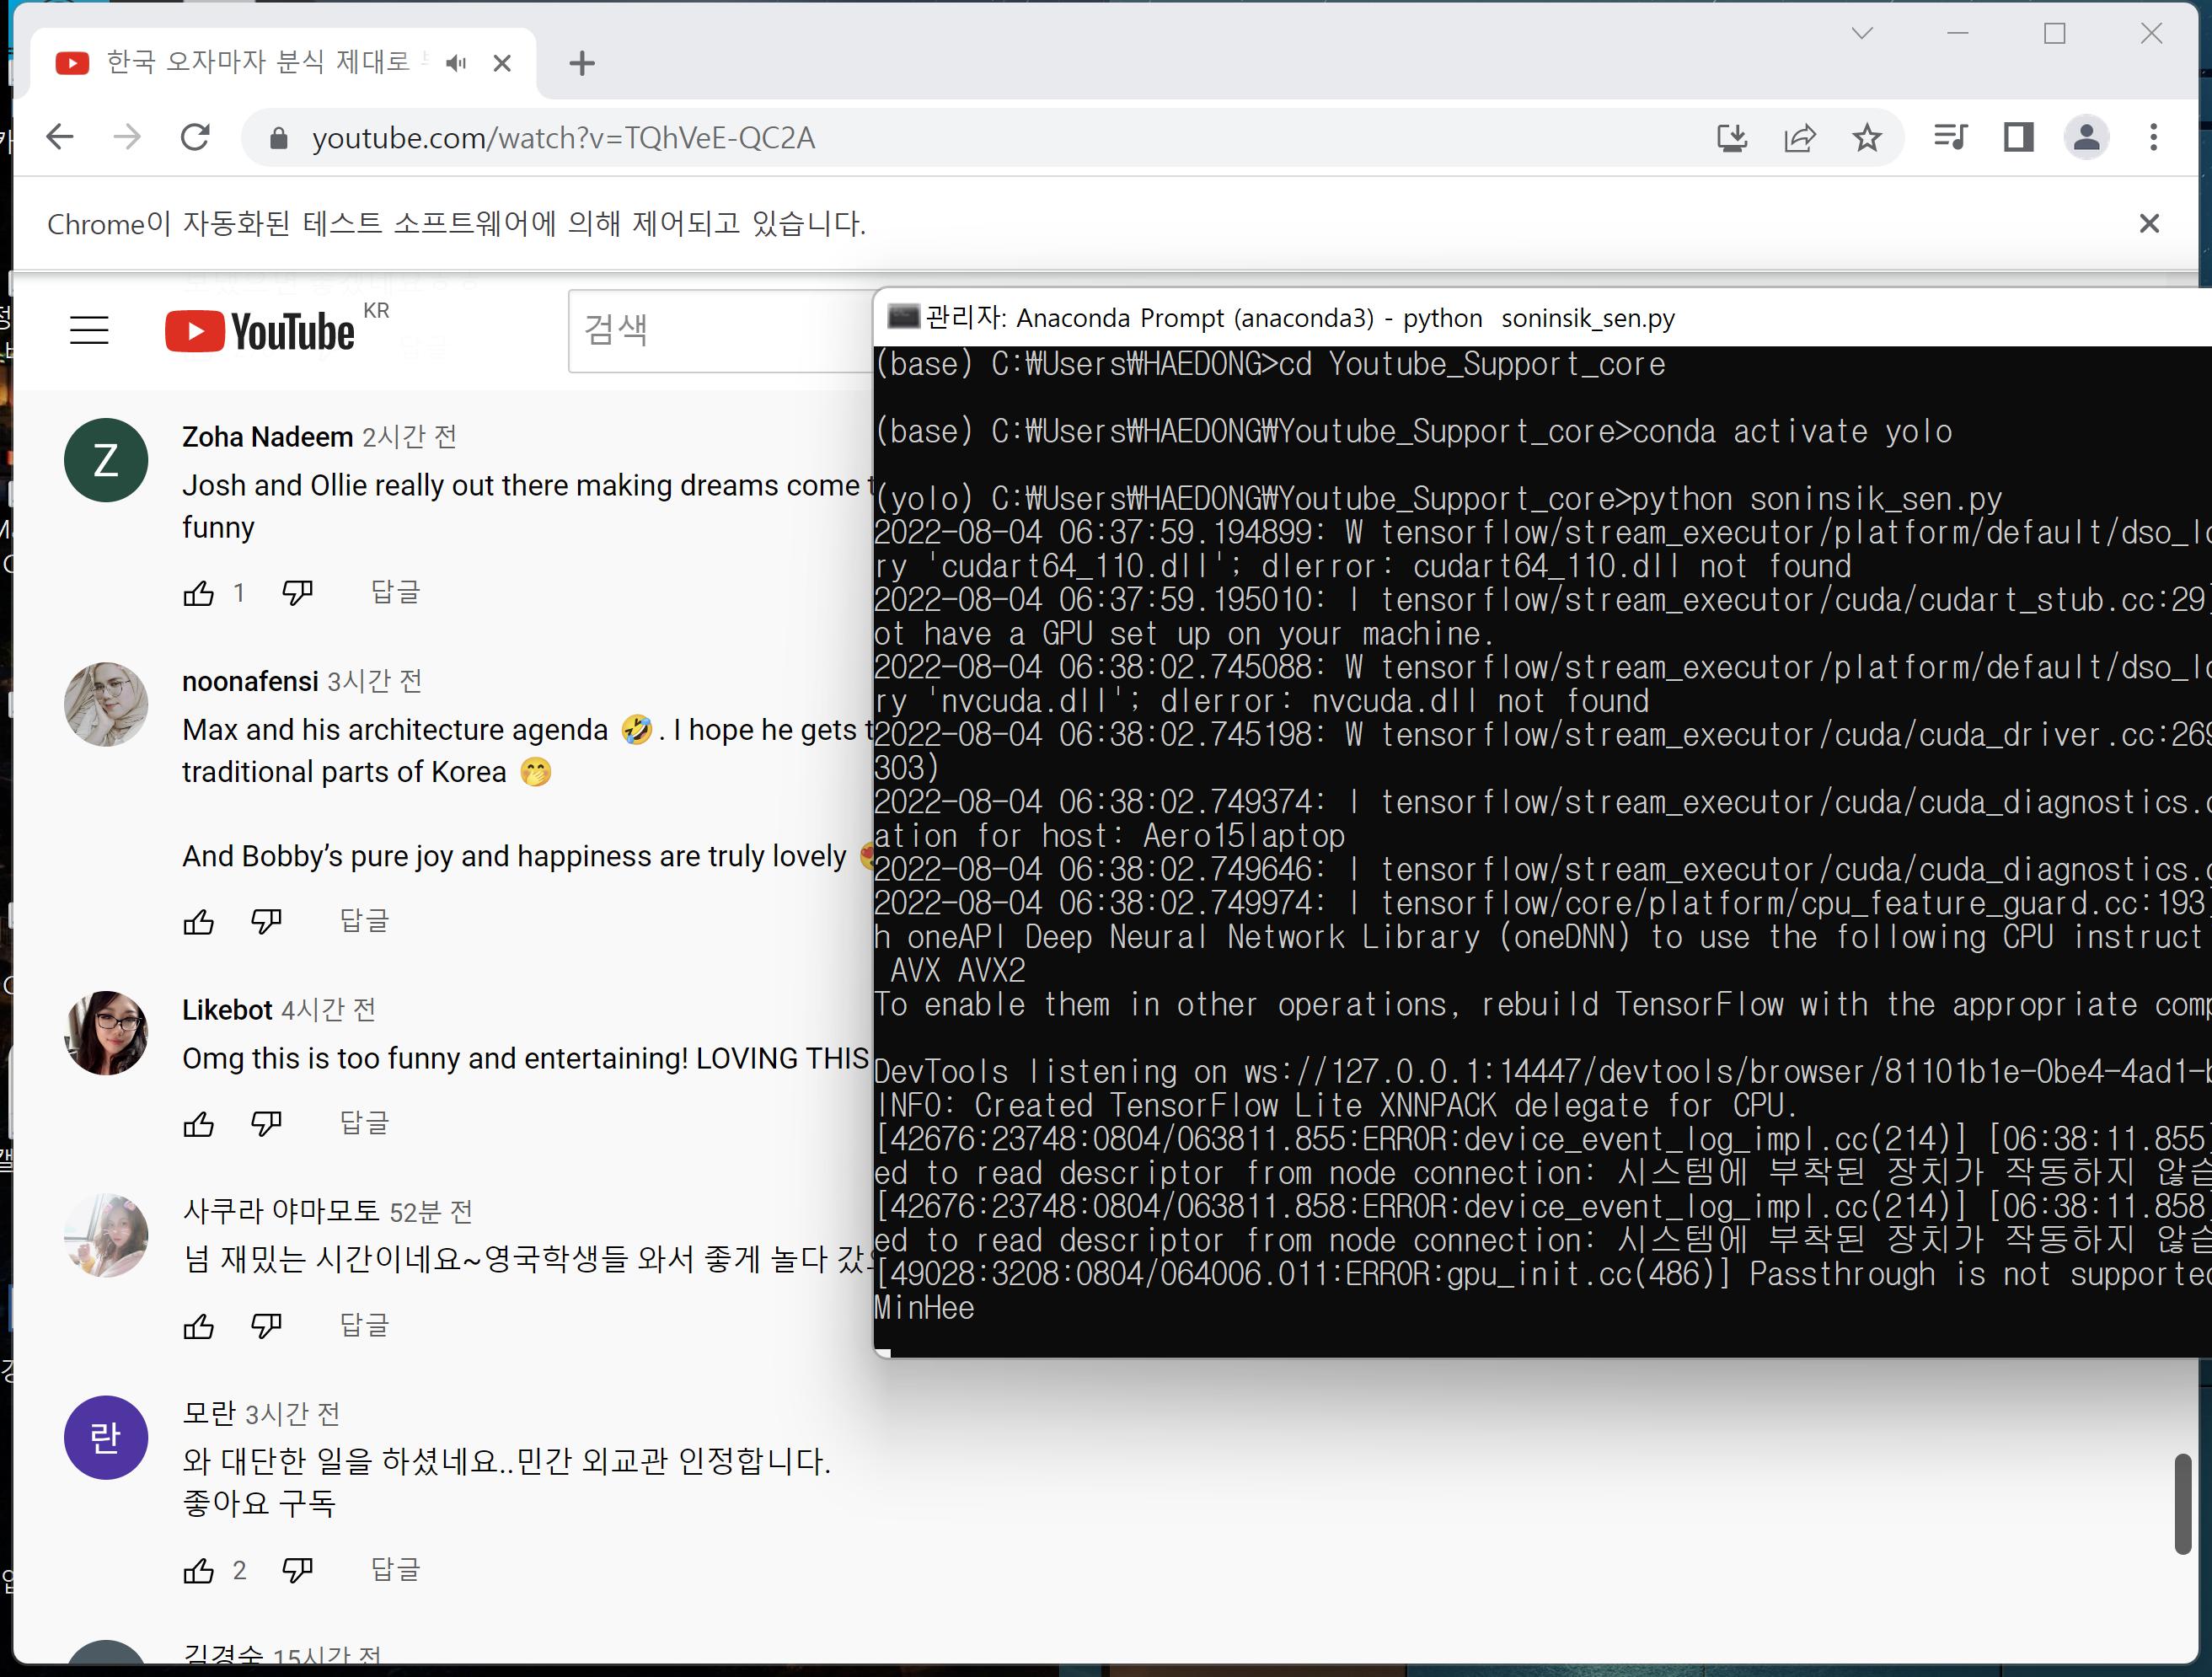 한국 오자마자 분식 제대로
youtube.com/watch?v=TQhVeE-QC2A
Chrome이 자동화된 테스트 소프트웨어에 의해 제어되고 있습니다.
YouTube KR
검색
Zoha Nadeem 2시간 전
Josh and Ollie really out there making dreams come
funny
1 답글
noonafensi 3시간 전
Max and his architecture agenda 🤣. I hope he gets
traditional parts of Korea 🤭
And Bobby’s pure joy and happiness are truly lovely
답글
Likebot 4시간 전
Omg this is too funny and entertaining! LOVING THIS
답글
사쿠라 야마모토 52분 전
넘 재밌는 시간이네요~영국학생들 와서 좋게 놀다
답글
란
모란 3시간 전
와 대단한 일을 하셨네요..민간 외교관 인정합니다.
좋아요 구독
2 답글
김경숙 15시간 전
관리자: Anaconda Prompt (anaconda3) - python soninsik_sen.py
(base) C:₩Users₩HAEDONG>cd Youtube_Support_core
(base) C:₩Users₩HAEDONG₩Youtube_Support_core>conda activate yolo
(yolo) C:₩Users₩HAEDONG₩Youtube_Support_core>python soninsik_sen.py
2022-08-04 06:37:59.194899: W tensorflow/stream_executor/platform/default/dso_lo
ry 'cudart64_110.dll'; dlerror: cudart64_110.dll not found
2022-08-04 06:37:59.195010: I tensorflow/stream_executor/cuda/cudart_stub.cc:29]
ot have a GPU set up on your machine.
2022-08-04 06:38:02.745088: W tensorflow/stream_executor/platform/default/dso_lo
ry 'nvcuda.dll'; dlerror: nvcuda.dll not found
2022-08-04 06:38:02.745198: W tensorflow/stream_executor/cuda/cuda_driver.cc:269
303)
2022-08-04 06:38:02.749374: I tensorflow/stream_executor/cuda/cuda_diagnostics.c
ation for host: Aero15laptop
2022-08-04 06:38:02.749646: I tensorflow/stream_executor/cuda/cuda_diagnostics.c
2022-08-04 06:38:02.749974: I tensorflow/core/platform/cpu_feature_guard.cc:193
h oneAPI Deep Neural Network Library (oneDNN) to use the following CPU instruct
AVX AVX2
To enable them in other operations, rebuild TensorFlow with the appropriate comp
DevTools listening on ws://127.0.0.1:14447/devtools/browser/81101b1e-0be4-4ad1-b
INFO: Created TensorFlow Lite XNNPACK delegate for CPU.
[42676:23748:0804/063811.855:ERROR:device_event_log_impl.cc(214)] [06:38:11.855]
ed to read descriptor from node connection: 시스템에 부착된 장치가 작동하지 않습
[42676:23748:0804/063811.858:ERROR:device_event_log_impl.cc(214)] [06:38:11.858]
ed to read descriptor from node connection: 시스템에 부착된 장치가 작동하지 않습
[49028:3208:0804/064006.011:ERROR:gpu_init.cc(486)] Passthrough is not supported
MinHee